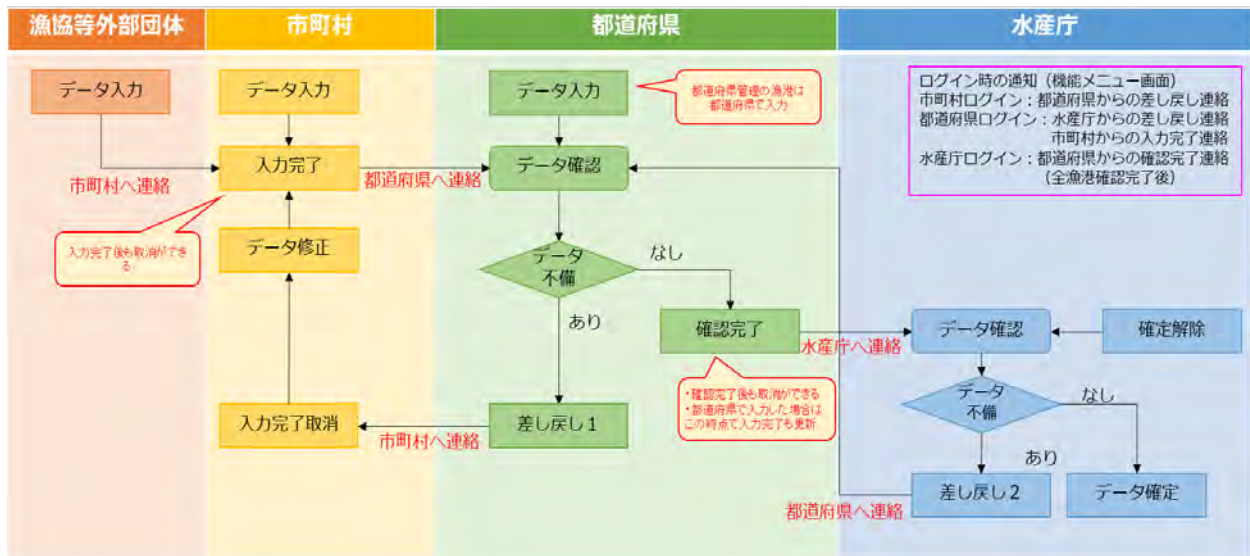 漁協等外部団体
市町村
都道府県
水産庁
データ入力
データ入力
データ入力
都道府県管理の漁港は
都道府県で入力
ログイン時の通知（機能メニュー画面）
市町村ログイン：都道府県からの差し戻し連絡
都道府県ログイン：水産庁からの差し戻し連絡
市町村からの入力完了連絡
水産庁ログイン：都道府県からの確認完了連絡
（全漁港確認完了後）
市町村へ連絡
入力完了
都道府県へ連絡
データ確認
入力完了後も取消ができ
る
データ修正
データ
不備
なし
あり
確認完了
水産庁へ連絡
データ確認
確定解除
・確認完了後も取消ができる
・都道府県で入力した場合は
この時点で入力完了も更新
データ
不備
なし
入力完了取消
市町村へ連絡
差し戻し１
あり
都道府県へ連絡
差し戻し２
データ確定